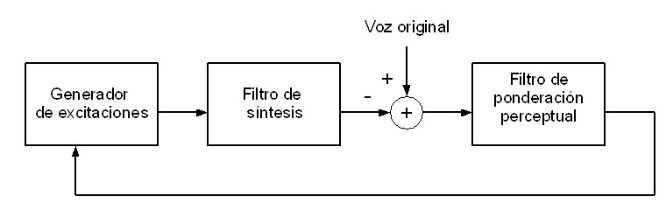 Voz original
Generador
de excitaciones
Filtro de
síntesis
+
-
+
Filtro de
ponderación
perceptual